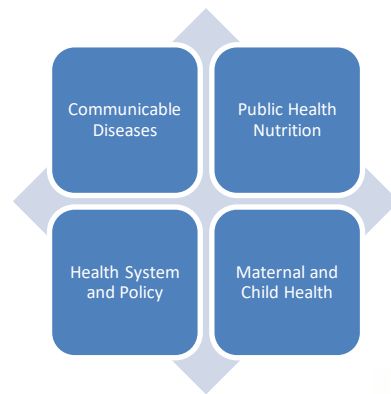 Communicable
Diseases
Public Health
Nutrition
Health System
and Policy
Maternal and
Child Health